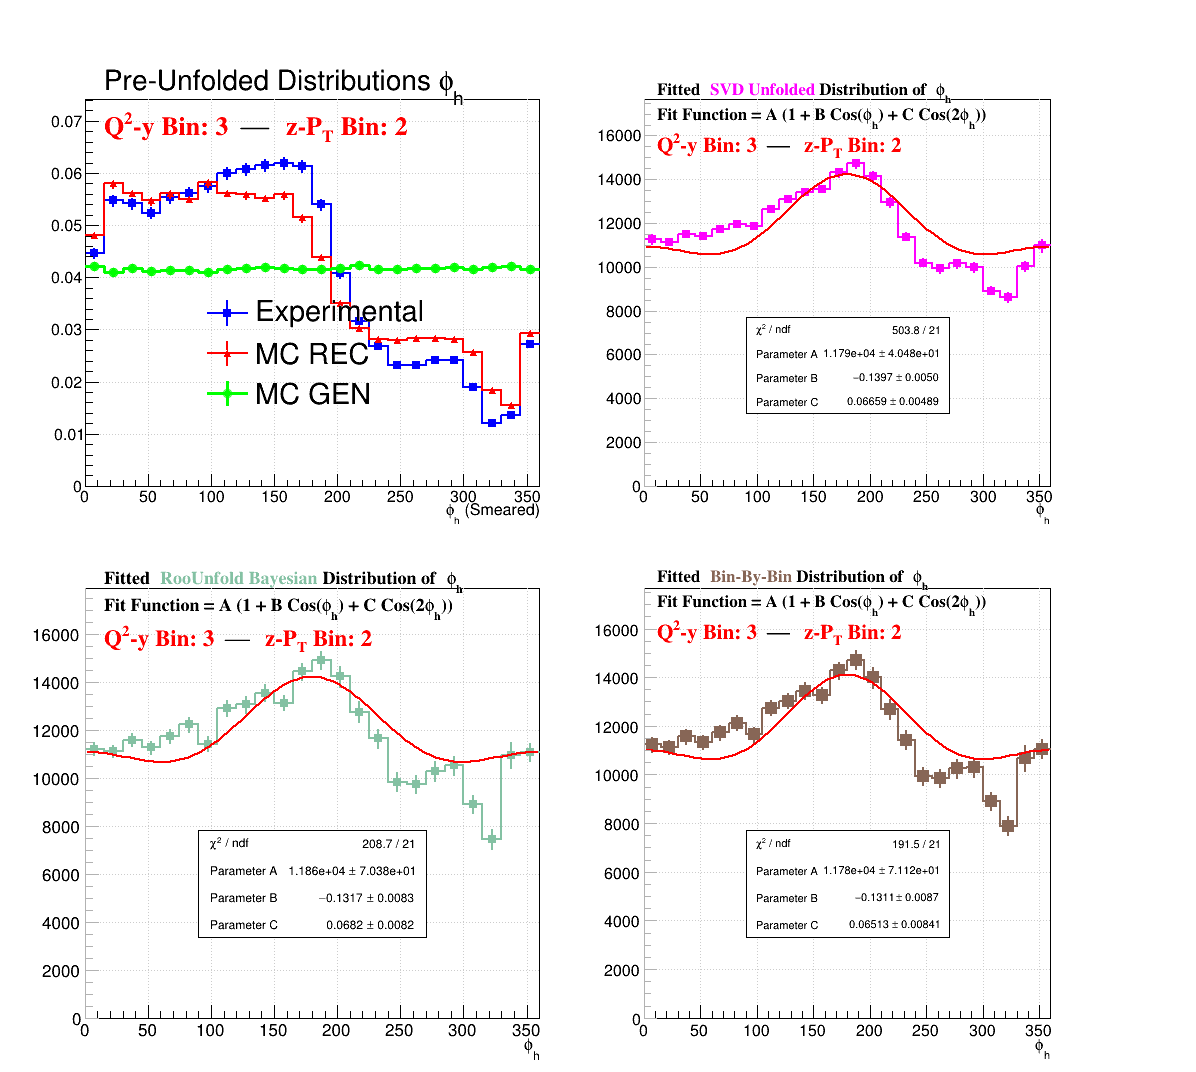 Pre-Unfolded Distributions ϕh
Q²-y Bin: 3 — z-PT Bin: 2
0.07
0.06
0.05
0.04
0.03
0.02
0.01
0
Experimental
MC REC
MC GEN
0 50 100 150 200 250 300 350
ϕh (Smeared)
Fitted SVD Unfolded Distribution of ϕh
Fit Function = A (1 + B Cos(ϕh) + C Cos(2ϕh))
Q²-y Bin: 3 — z-PT Bin: 2
16000
14000
12000
10000
8000
6000
4000
2000
0
χ² / ndf 503.8 / 21
Parameter A 1.179e+04 ± 4.048e+01
Parameter B −0.1397 ± 0.0050
Parameter C 0.06659 ± 0.00489
0 50 100 150 200 250 300 350
ϕh
Fitted RooUnfold Bayesian Distribution of ϕh
Fit Function = A (1 + B Cos(ϕh) + C Cos(2ϕh))
Q²-y Bin: 3 — z-PT Bin: 2
16000
14000
12000
10000
8000
6000
4000
2000
0
χ² / ndf 208.7 / 21
Parameter A 1.186e+04 ± 7.038e+01
Parameter B −0.1317 ± 0.0083
Parameter C 0.0682 ± 0.0082
0 50 100 150 200 250 300 350
ϕh
Fitted Bin-By-Bin Distribution of ϕh
Fit Function = A (1 + B Cos(ϕh) + C Cos(2ϕh))
Q²-y Bin: 3 — z-PT Bin: 2
16000
14000
12000
10000
8000
6000
4000
2000
0
χ² / ndf 191.5 / 21
Parameter A 1.178e+04 ± 7.112e+01
Parameter B −0.1311 ± 0.0087
Parameter C 0.06513 ± 0.00841
0 50 100 150 200 250 300 350
ϕh